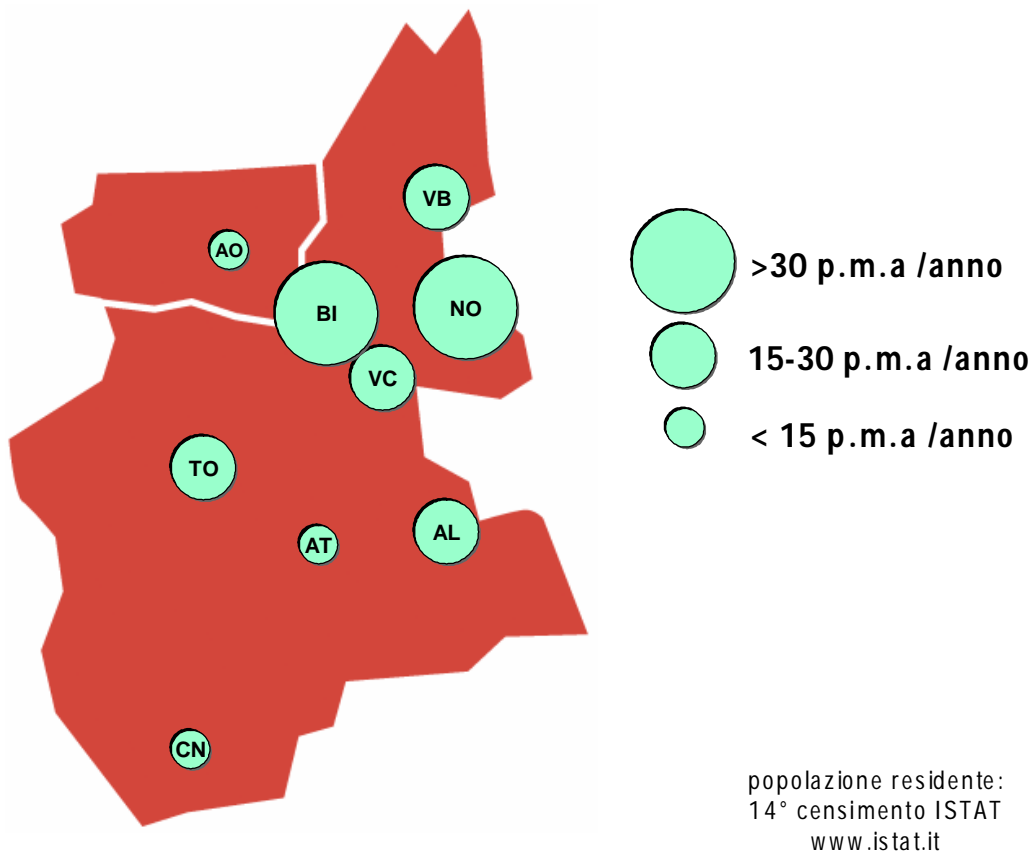 VB
AO
BI
NO
VC
TO
AT
AL
CN
>30 p.m.a /anno
15-30 p.m.a /anno
< 15 p.m.a /anno
popolazione residente:
14° censimento ISTAT
www.istat.it